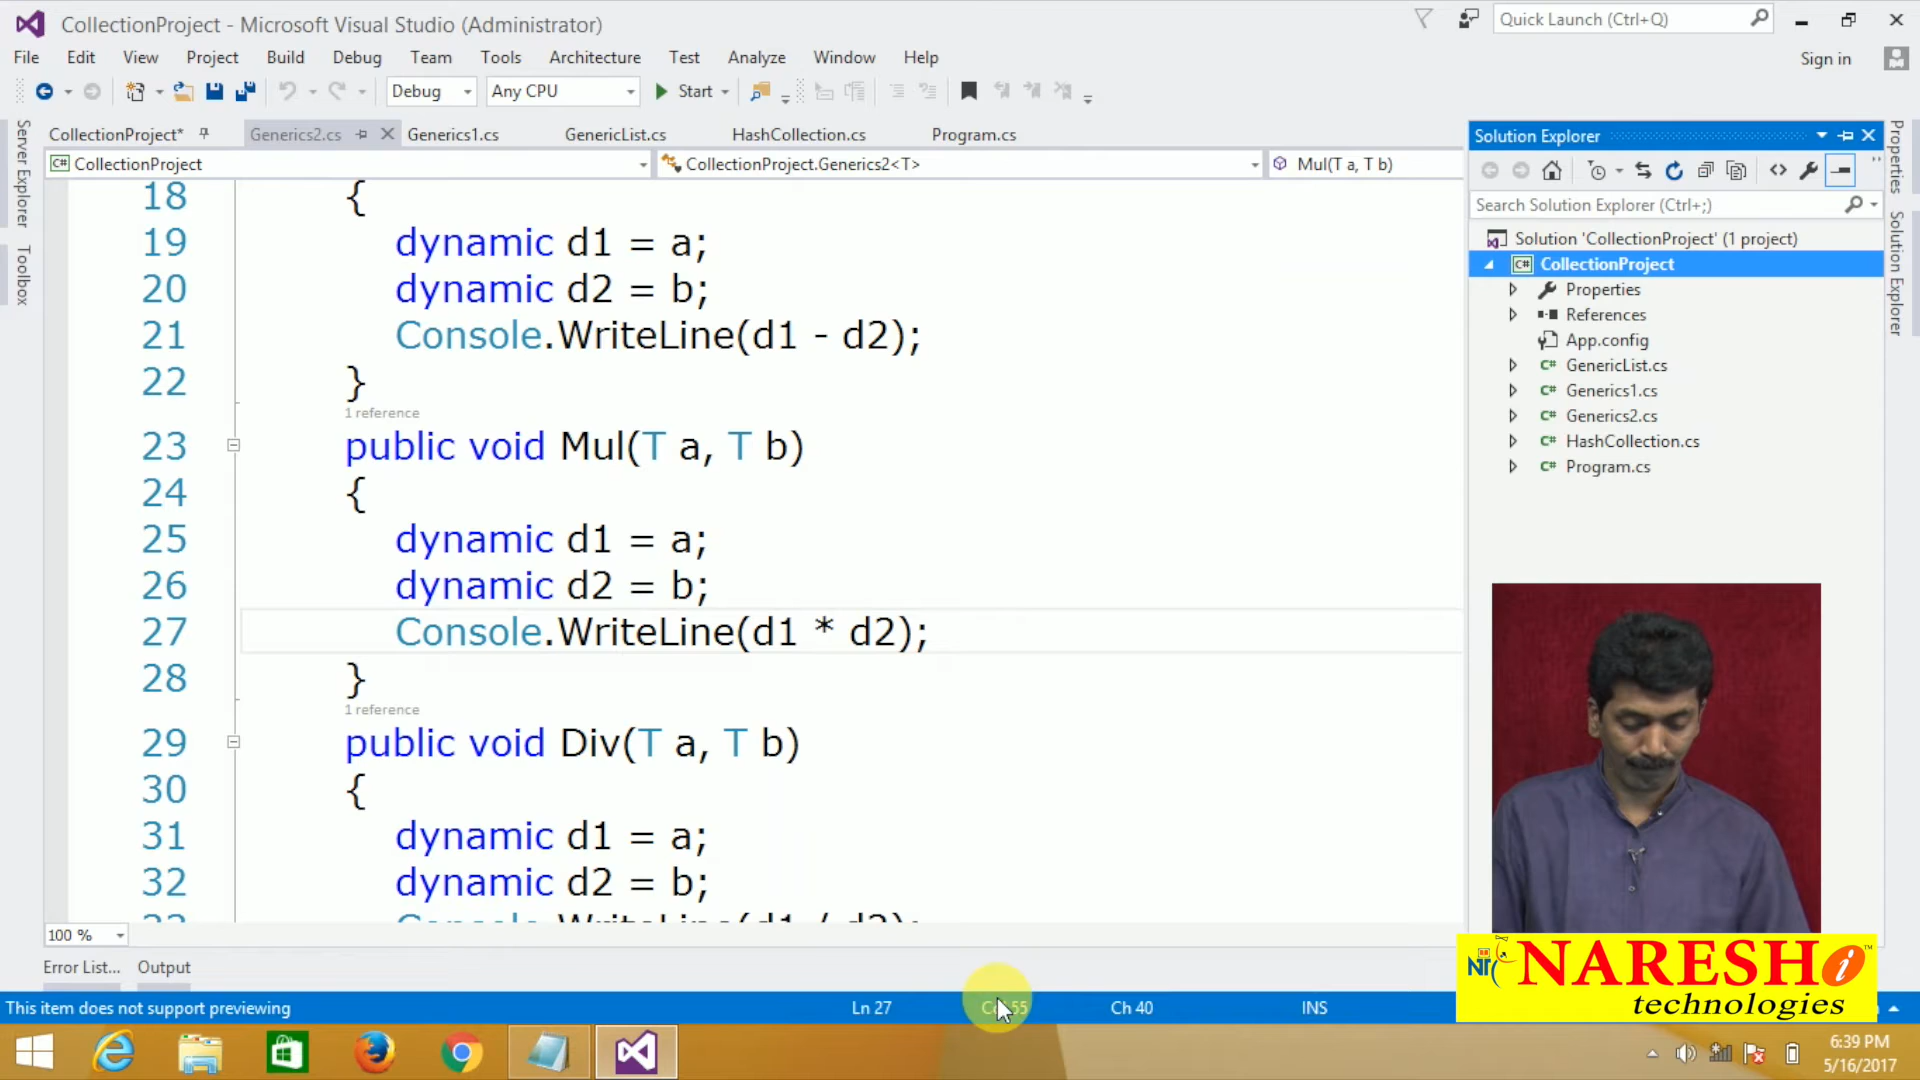 CollectionProject - Microsoft Visual Studio (Administrator)
Quick Launch (Ctrl+Q)
File Edit View Project Build Debug Team Tools Architecture Test Analyze Window Help
Sign in
Debug Any CPU Start
CollectionProject* Generics2.cs Generics1.cs GenericList.cs HashCollection.cs Program.cs
CollectionProject CollectionProject.Generics2<T> Mul(T a, T b)
Server Explorer
Toolbox
18 {
19 dynamic d1 = a;
20 dynamic d2 = b;
21 Console.WriteLine(d1 - d2);
22 }
1 reference
23 public void Mul(T a, T b)
24 {
25 dynamic d1 = a;
26 dynamic d2 = b;
27 Console.WriteLine(d1 * d2);
28 }
1 reference
29 public void Div(T a, T b)
30 {
31 dynamic d1 = a;
32 dynamic d2 = b;
33 Console.WriteLine(d1 / d2);
100 %
Error List... Output
Solution Explorer
Search Solution Explorer (Ctrl+;)
Solution 'CollectionProject' (1 project)
CollectionProject
Properties
References
App.config
GenericList.cs
Generics1.cs
Generics2.cs
HashCollection.cs
Program.cs
Properties
Solution Explorer
NARESH i
technologies
This item does not support previewing Ln 27 Col 55 Ch 40 INS
6:39 PM
5/16/2017